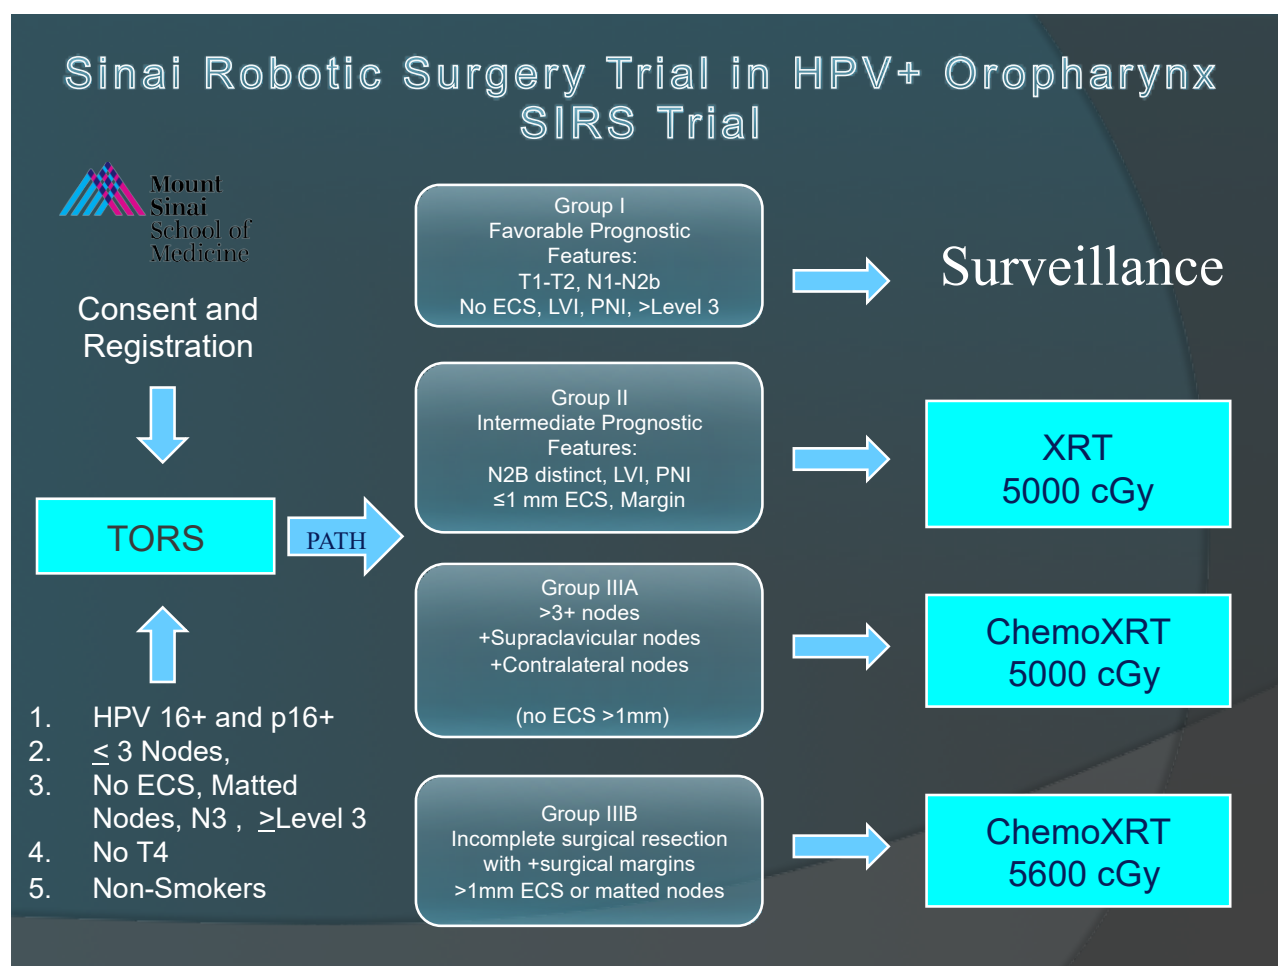 Sinai Robotic Surgery Trial in HPV+ Oropharynx
SIRS Trial
Mount
Sinai
School of
Medicine
Consent and
Registration
TORS
PATH
1. HPV 16+ and p16+
2. ≤ 3 Nodes,
3. No ECS, Matted
Nodes, N3 , ≥Level 3
4. No T4
5. Non-Smokers
Group I
Favorable Prognostic
Features:
T1-T2, N1-N2b
No ECS, LVI, PNI, >Level 3
Surveillance
Group II
Intermediate Prognostic
Features:
N2B distinct, LVI, PNI
≤1 mm ECS, Margin
XRT
5000 cGy
Group IIIA
>3+ nodes
+Supraclavicular nodes
+Contralateral nodes
(no ECS >1mm)
ChemoXRT
5000 cGy
Group IIIB
Incomplete surgical resection
with +surgical margins
>1mm ECS or matted nodes
ChemoXRT
5600 cGy